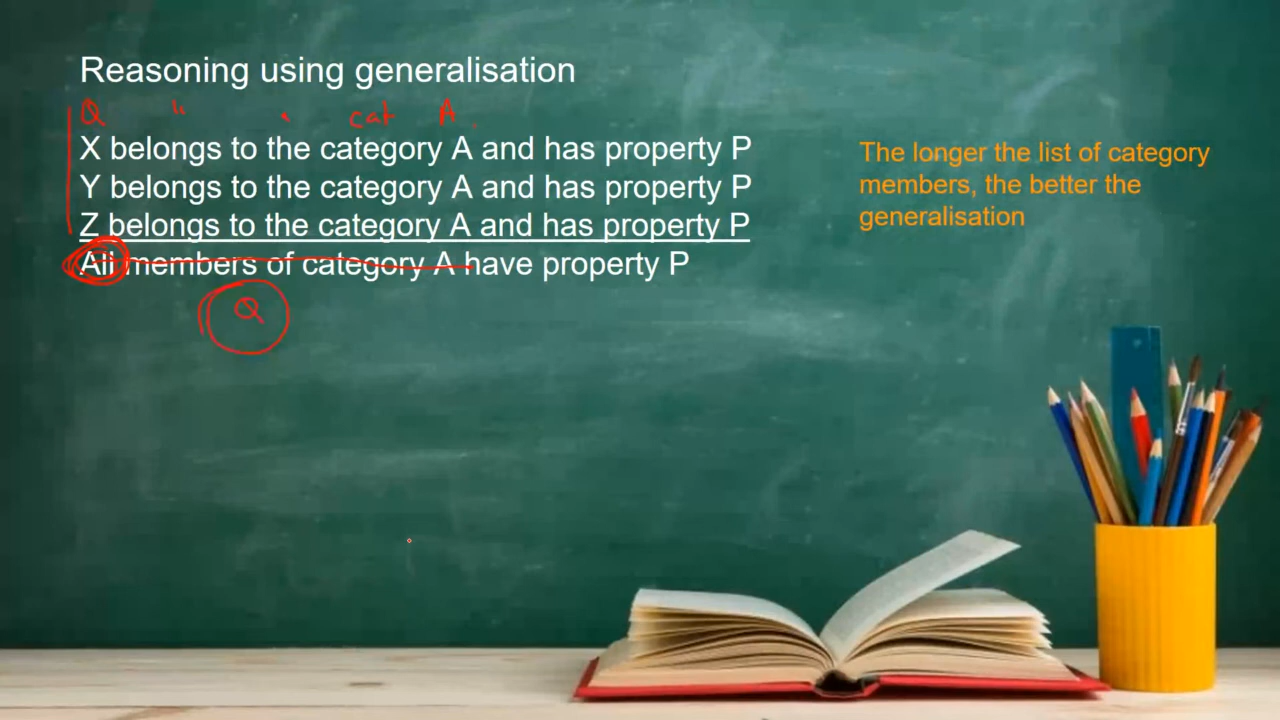 Reasoning using generalisation
Q " " cat A
X belongs to the category A and has property P
Y belongs to the category A and has property P
Z belongs to the category A and has property P
All members of category A have property P
Q
The longer the list of category
members, the better the
generalisation